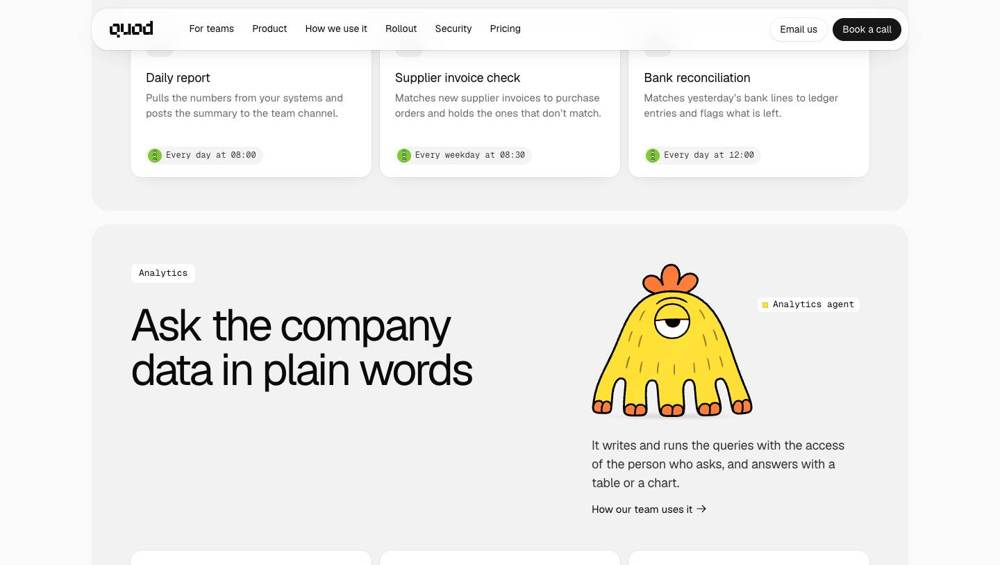 quod
For teams
Product
How we use it
Rollout
Security
Pricing
Email us
Book a call
Daily report
Pulls the numbers from your systems and
posts the summary to the team channel.
Every day at 08:00
Supplier invoice check
Matches new supplier invoices to purchase
orders and holds the ones that don't match.
Every weekday at 08:30
Bank reconciliation
Matches yesterday's bank lines to ledger
entries and flags what is left.
Every day at 12:00
Analytics
Ask the company
data in plain words
Analytics agent
It writes and runs the queries with the access
of the person who asks, and answers with a
table or a chart.
How our team uses it →